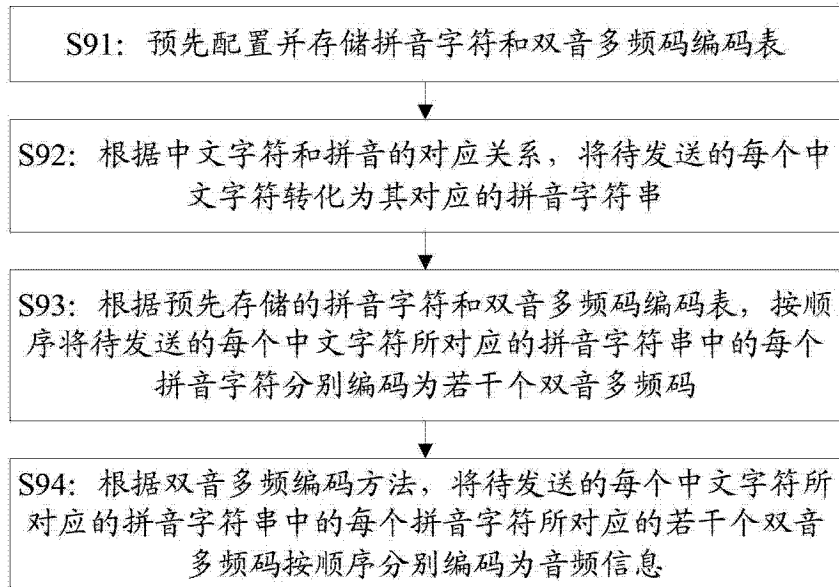 S91：预先配置并存储拼音字符和双音多频码编码表
S92：根据中文字符和拼音的对应关系，将待发送的每个中
文字符转化为其对应的拼音字符串
S93：根据预先存储的拼音字符和双音多频码编码表，按顺
序将待发送的每个中文字符所对应的拼音字符串中的每个
拼音字符分别编码为若干个双音多频码
S94：根据双音多频编码方法，将待发送的每个中文字符所
对应的拼音字符串中的每个拼音字符所对应的若干个双音
多频码按顺序分别编码为音频信息